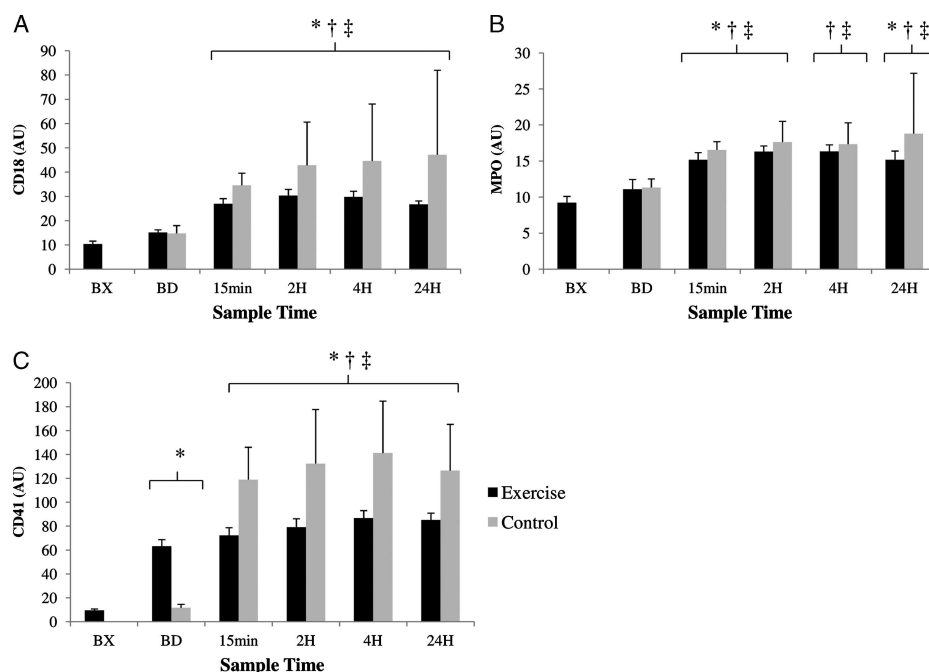 A
* † ‡
90
80
70
60
50
40
30
20
10
0
CD18 (AU)
BX BD 15min 2H 4H 24H
Sample Time
B
* † ‡ † ‡ * † ‡
30
25
20
15
10
5
0
MPO (AU)
BX BD 15min 2H 4H 24H
Sample Time
C
* † ‡
*
200
180
160
140
120
100
80
60
40
20
0
CD41 (AU)
BX BD 15min 2H 4H 24H
Sample Time
Exercise
Control